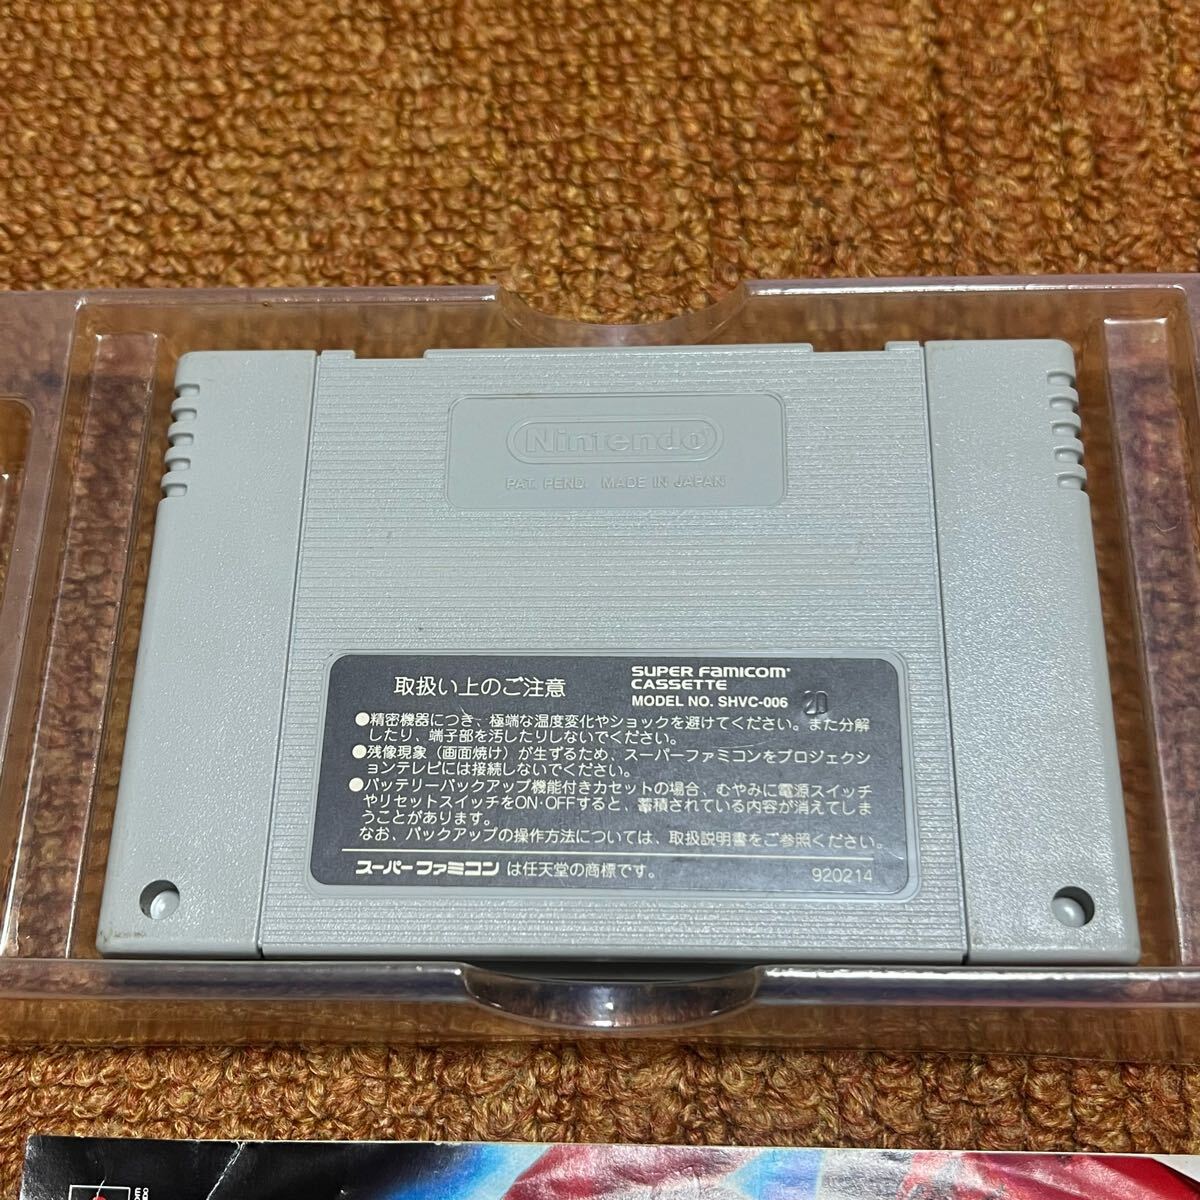 Nintendo
PAT. PEND. MADE IN JAPAN
取扱い上のご注意
SUPER FAMICOM
CASSETTE
MODEL NO. SHVC-006
●精密機器につき、極端な温度変化やショックを避けてください。また分解
したり、端子部を汚したりしないでください。
●残像現象(画面焼け)が生ずるため、スーパーファミコンをプロジェクシ
ョンテレビには接続しないでください。
●バッテリーバックアップ機能付きカセットの場合、むやみに電源スイッチ
やリセットスイッチをON・OFFすると、蓄積されている内容が消えてしま
うことがあります。
なお、バックアップの操作方法については、取扱説明書をご参照ください。
スーパーファミコン は任天堂の商標です。
920214